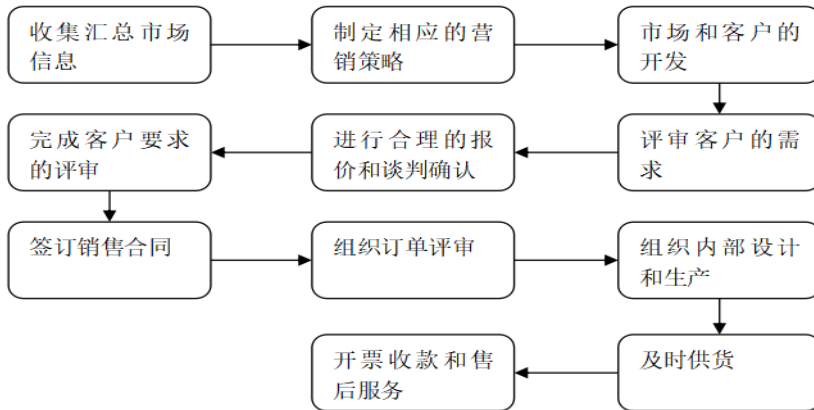 收集汇总市场
信息
制定相应的营
销策略
市场和客户的
开发
评审客户的需
求
进行合理的报
价和谈判确认
完成客户要求
的评审
签订销售合同
组织订单评审
组织内部设计
和生产
及时供货
开票收款和售
后服务